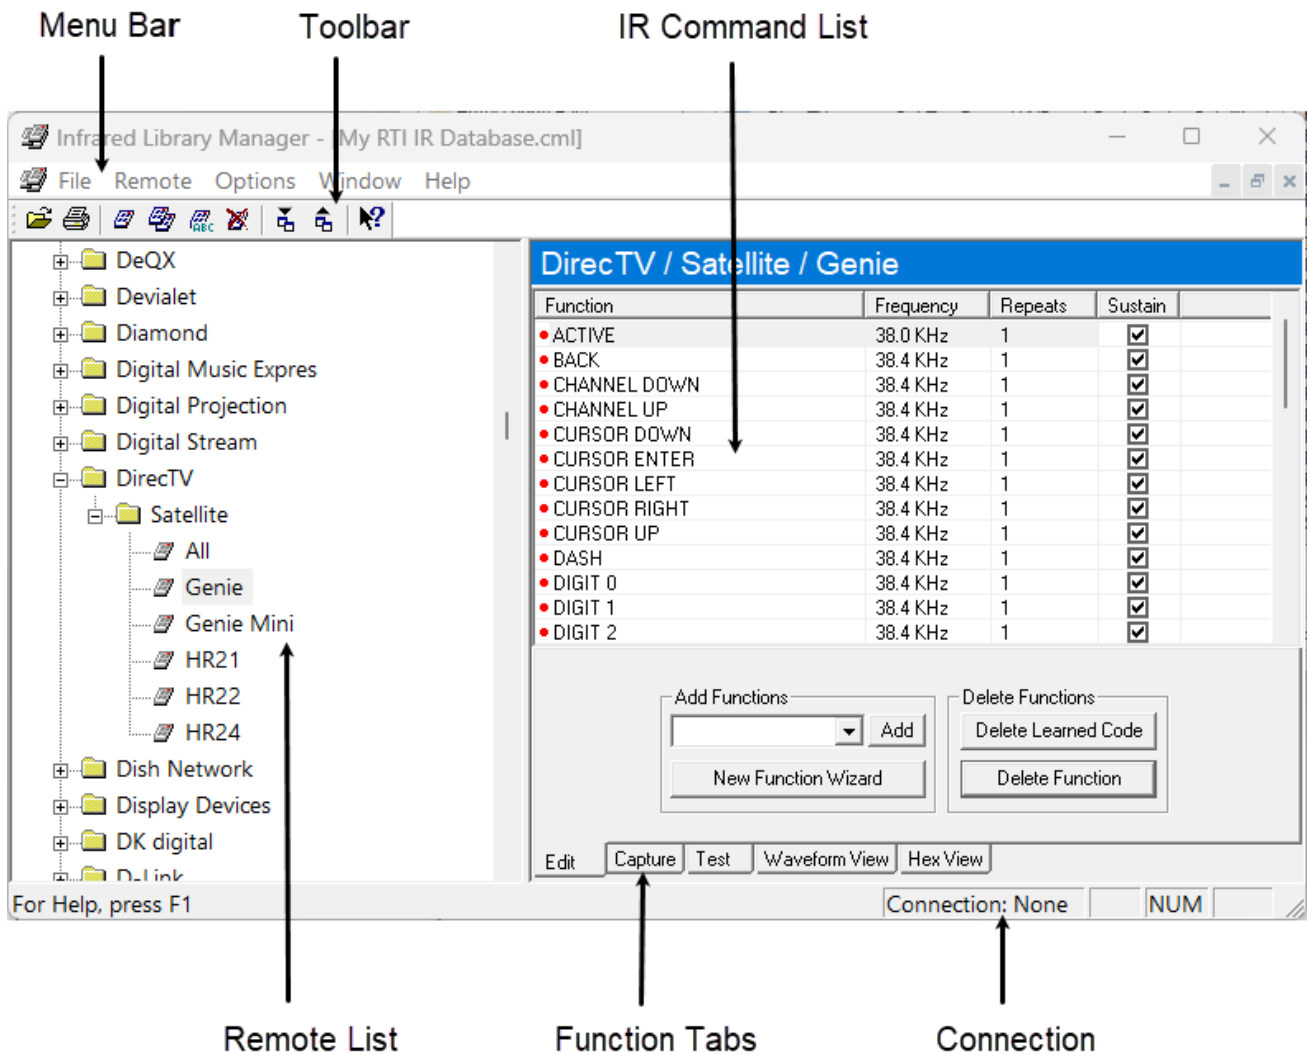 Menu Bar Toolbar IR Command List
Infrared Library Manager - [My RTI IR Database.cml]
File Remote Options Window Help
ABC
DeQX
Devialet
Diamond
Digital Music Expres
Digital Projection
Digital Stream
DirecTV
Satellite
All
Genie
Genie Mini
HR21
HR22
HR24
Dish Network
Display Devices
DK digital
D-Link
DirecTV / Satellite / Genie
Function Frequency Repeats Sustain
ACTIVE 38.0 KHz 1
BACK 38.4 KHz 1
CHANNEL DOWN 38.4 KHz 1
CHANNEL UP 38.4 KHz 1
CURSOR DOWN 38.4 KHz 1
CURSOR ENTER 38.4 KHz 1
CURSOR LEFT 38.4 KHz 1
CURSOR RIGHT 38.4 KHz 1
CURSOR UP 38.4 KHz 1
DASH 38.4 KHz 1
DIGIT 0 38.4 KHz 1
DIGIT 1 38.4 KHz 1
DIGIT 2 38.4 KHz 1
Add Functions
Add
New Function Wizard
Delete Functions
Delete Learned Code
Delete Function
Edit Capture Test Waveform View Hex View
For Help, press F1 Connection: None NUM
Remote List Function Tabs Connection